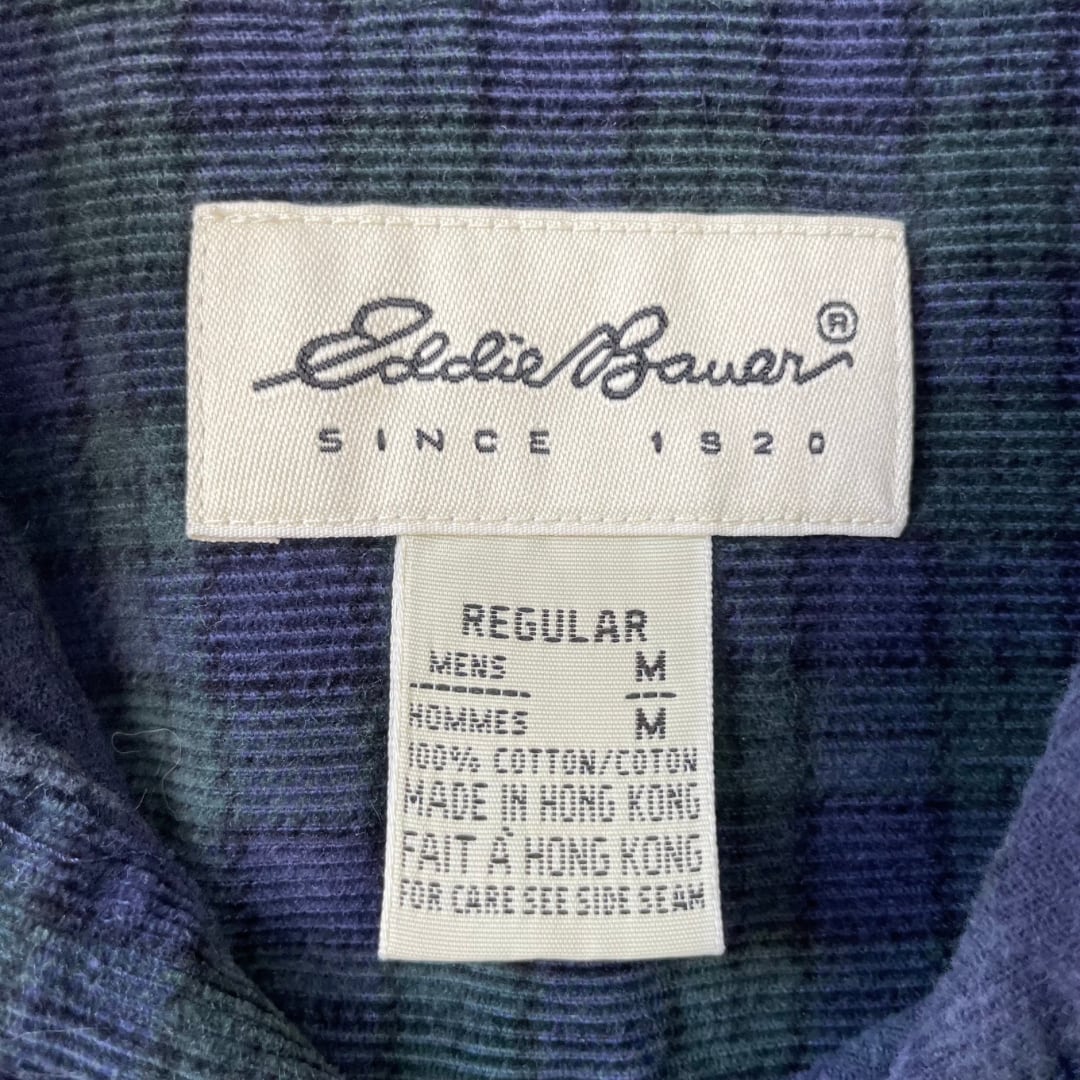 Eddie Bauer®
SINCE 1920
REGULAR
MENS M
HOMMES M
100% COTTON/COTON
MADE IN HONG KONG
FAIT À HONG KONG
FOR CARE SEE SIDE SEAM